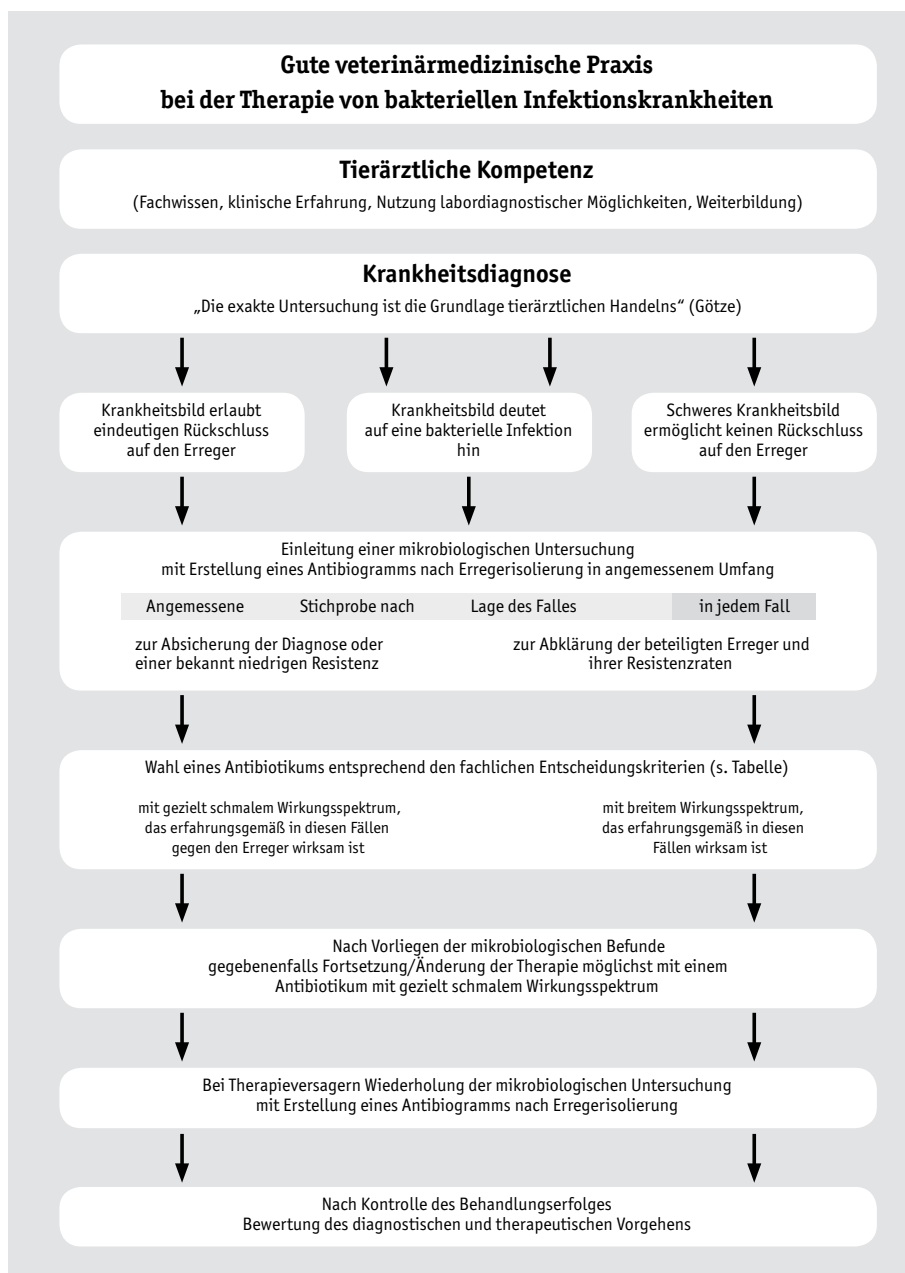 Gute veterinärmedizinische Praxis
bei der Therapie von bakteriellen Infektionskrankheiten
Tierärztliche Kompetenz
(Fachwissen, klinische Erfahrung, Nutzung labordiagnostischer Möglichkeiten, Weiterbildung)
Krankheitsdiagnose
„Die exakte Untersuchung ist die Grundlage tierärztlichen Handelns“ (Götze)
Krankheitsbild erlaubt
eindeutigen Rückschluss
auf den Erreger
Krankheitsbild deutet
auf eine bakterielle Infektion
hin
Schweres Krankheitsbild
ermöglicht keinen Rückschluss
auf den Erreger
Einleitung einer mikrobiologischen Untersuchung
mit Erstellung eines Antibiogramms nach Erregerisolierung in angemessenem Umfang
Angemessene Stichprobe nach Lage des Falles in jedem Fall
zur Absicherung der Diagnose oder
einer bekannt niedrigen Resistenz
zur Abklärung der beteiligten Erreger und
ihrer Resistenzraten
Wahl eines Antibiotikums entsprechend den fachlichen Entscheidungskriterien (s. Tabelle)
mit gezielt schmalem Wirkungsspektrum,
das erfahrungsgemäß in diesen Fällen
gegen den Erreger wirksam ist
mit breitem Wirkungsspektrum,
das erfahrungsgemäß in diesen
Fällen wirksam ist
Nach Vorliegen der mikrobiologischen Befunde
gegebenenfalls Fortsetzung/Änderung der Therapie möglichst mit einem
Antibiotikum mit gezielt schmalem Wirkungsspektrum
Bei Therapieversagern Wiederholung der mikrobiologischen Untersuchung
mit Erstellung eines Antibiogramms nach Erregerisolierung
Nach Kontrolle des Behandlungserfolges
Bewertung des diagnostischen und therapeutischen Vorgehens